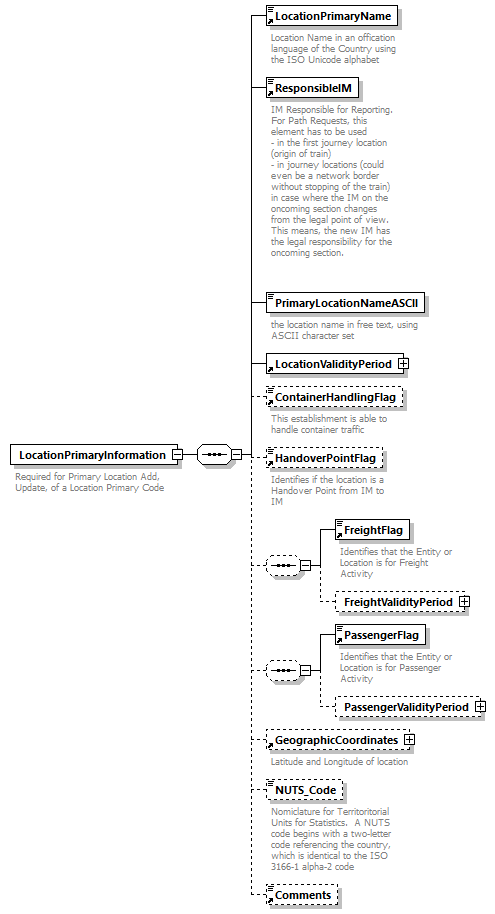 LocationPrimaryName
Location Name in an offication
language of the Country using
the ISO Unicode alphabet
ResponsibleIM
IM Responsible for Reporting.
For Path Requests, this
element has to be used
- in the first journey location
(origin of train)
- in journey locations (could
even be a network border
without stopping of the train)
in case where the IM on the
oncoming section changes
from the legal point of view.
This means, the new IM has
the legal responsibility for the
oncoming section.
PrimaryLocationNameASCII
the location name in free text, using
ASCII character set
LocationValidityPeriod
ContainerHandlingFlag
This establishment is able to
handle container traffic
LocationPrimaryInformation
Required for Primary Location Add,
Update, of a Location Primary Code
HandoverPointFlag
Identifies if the location is a
Handover Point from IM to
IM
FreightFlag
Identifies that the Entity or
Location is for Freight
Activity
FreightValidityPeriod
PassengerFlag
Identifies that the Entity or
Location is for Passenger
Activity
PassengerValidityPeriod
GeographicCoordinates
Latitude and Longitude of location
NUTS_Code
Nomiclature for Territoritorial
Units for Statistics.  A NUTS
code begins with a two-letter
code referencing the country,
which is identical to the ISO
3166-1 alpha-2 code
Comments